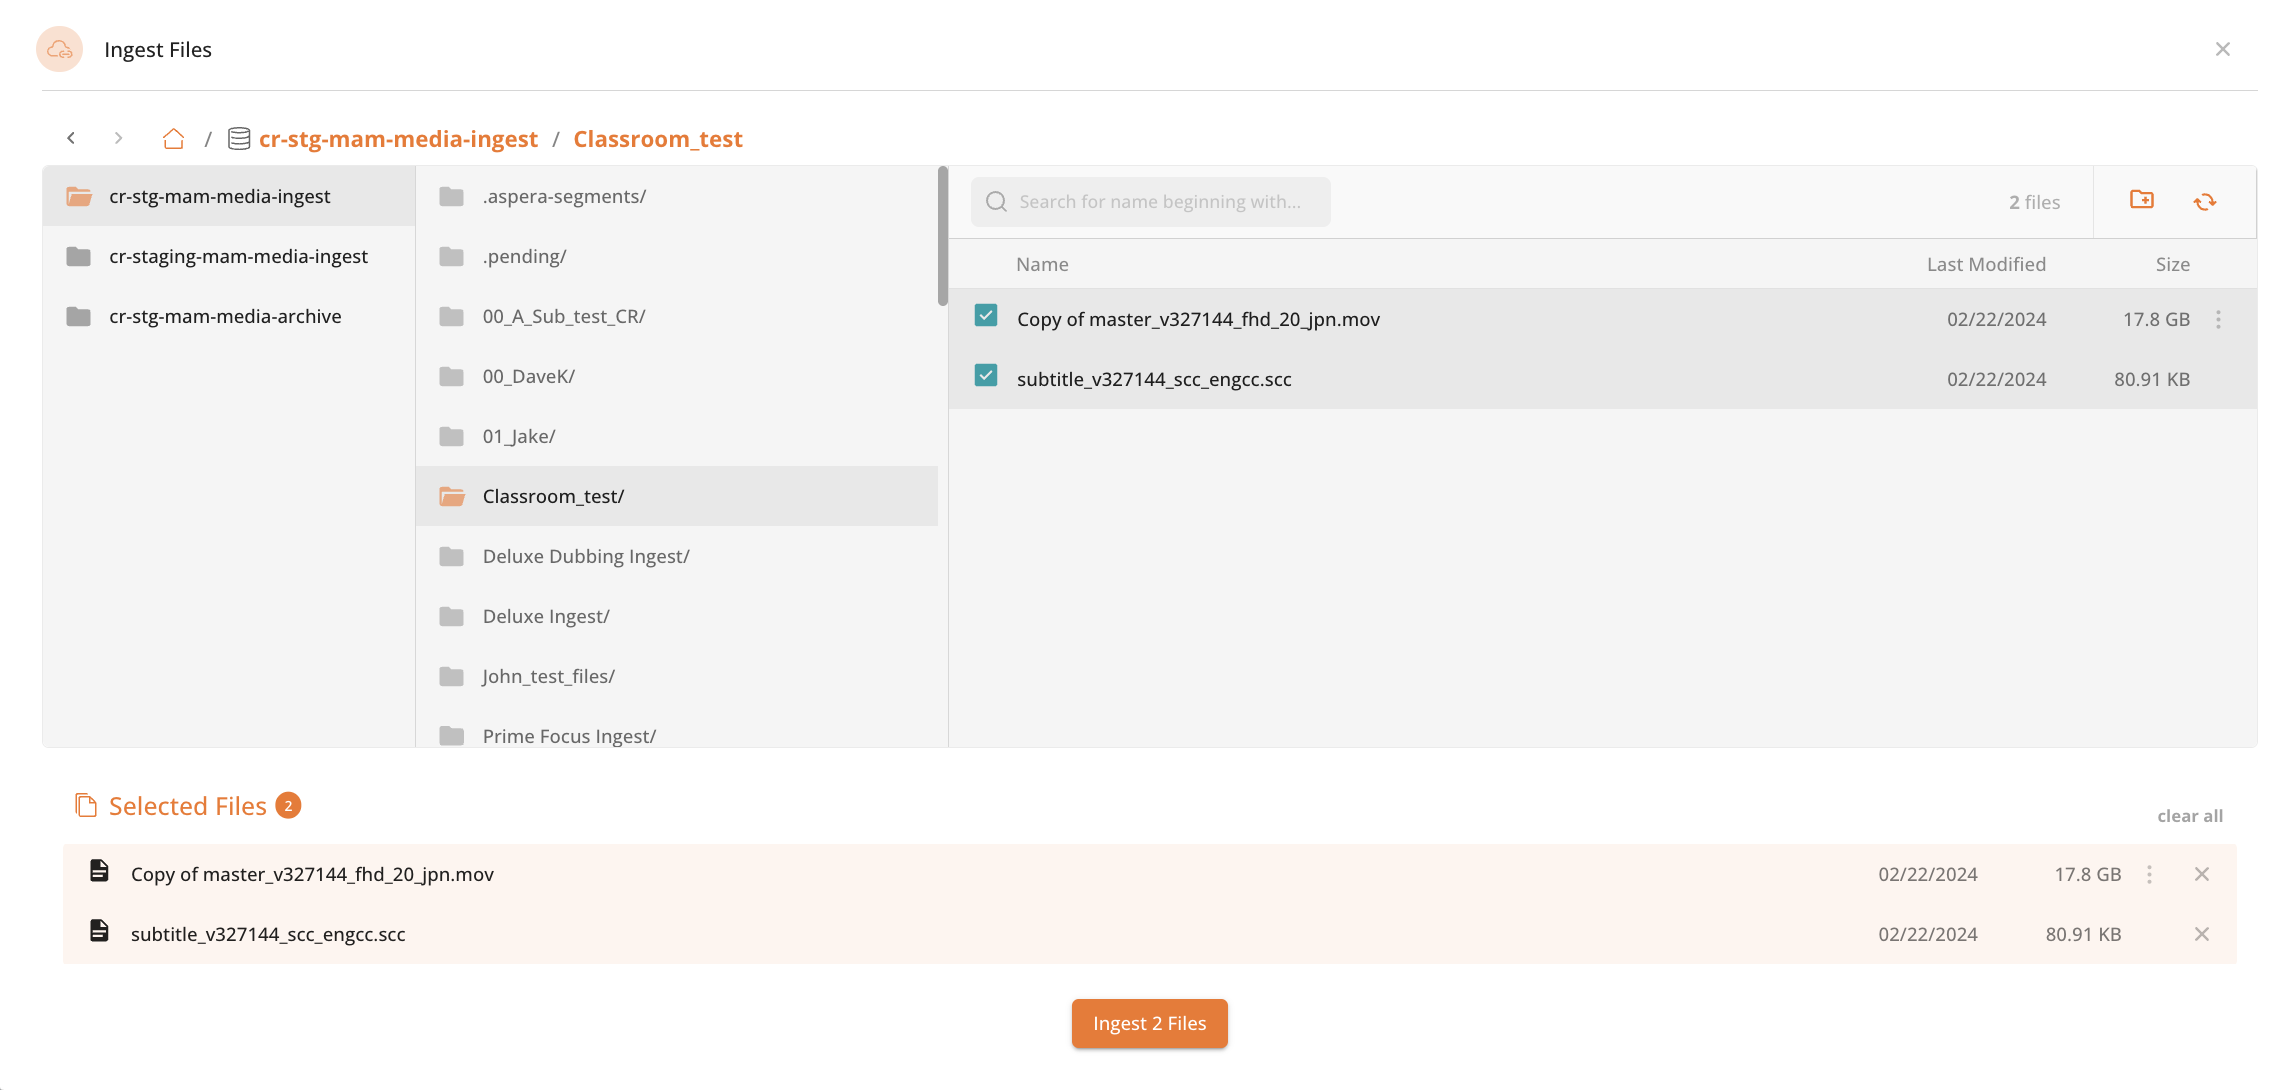 Ingest Files
/ cr-stg-mam-media-ingest / Classroom_test
cr-stg-mam-media-ingest
cr-staging-mam-media-ingest
cr-stg-mam-media-archive
.aspera-segments/
.pending/
00_A_Sub_test_CR/
00_DaveK/
01_Jake/
Classroom_test/
Deluxe Dubbing Ingest/
Deluxe Ingest/
John_test_files/
Prime Focus Ingest/
Search for name beginning with...
2 files
Name Last Modified Size
Copy of master_v327144_fhd_20_jpn.mov 02/22/2024 17.8 GB
subtitle_v327144_scc_engcc.scc 02/22/2024 80.91 KB
Selected Files 2
clear all
Copy of master_v327144_fhd_20_jpn.mov 02/22/2024 17.8 GB
subtitle_v327144_scc_engcc.scc 02/22/2024 80.91 KB
Ingest 2 Files